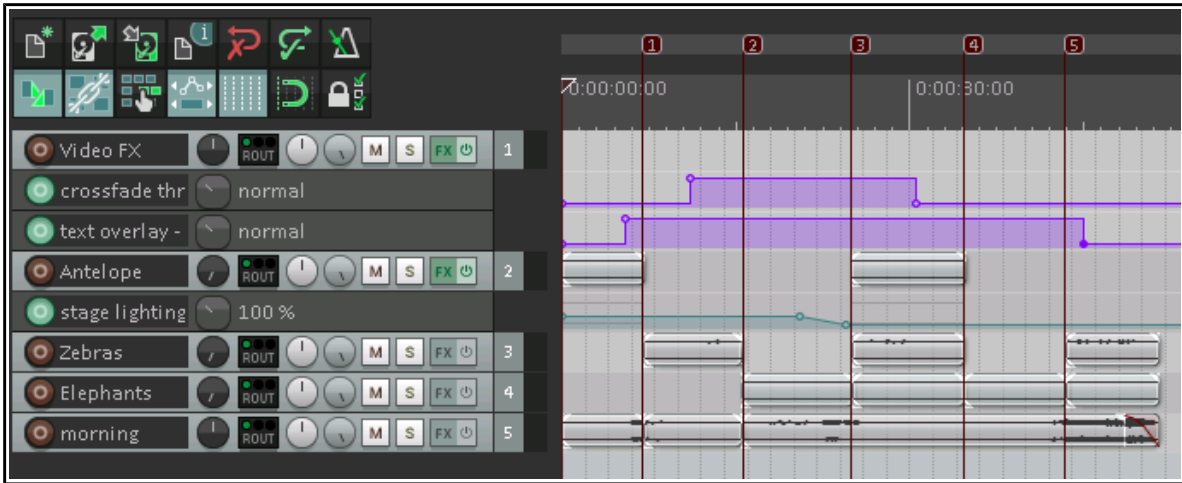 1 2 3 4 5
0:00:00:00 0:00:30:00
Video FX ROUT M S FX 1
crossfade thr normal
text overlay - normal
Antelope ROUT M S FX 2
stage lighting 100 %
Zebras ROUT M S FX 3
Elephants ROUT M S FX 4
morning ROUT M S FX 5